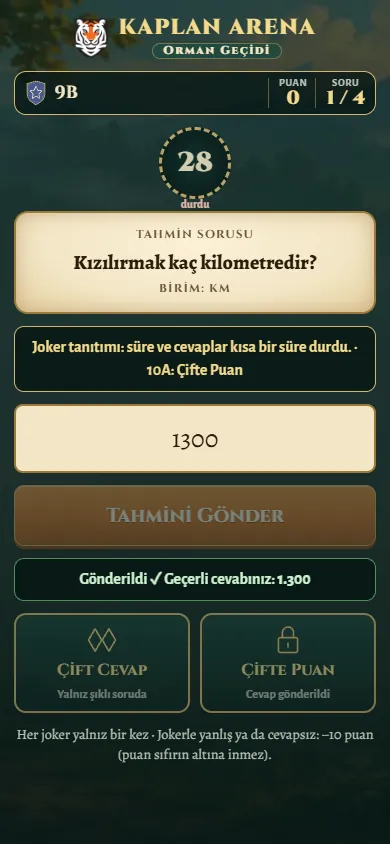 KAPLAN ARENA
Orman Geçidi
9B
PUAN
0
SORU
1 / 4
28
durdu
TAHMİN SORUSU
Kızılırmak kaç kilometredir?
BİRİM: KM
Joker tanıtımı: süre ve cevaplar kısa bir süre durdu. ·
10A: Çifte Puan
1300
Tahmini Gönder
Gönderildi ✓ Geçerli cevabınız: 1.300
Çift Cevap
Yalnız şıklı soruda
Çifte Puan
Cevap gönderildi
Her joker yalnız bir kez · Jokerle yanlış ya da cevapsız: −10 puan
(puan sıfırın altına inmez).